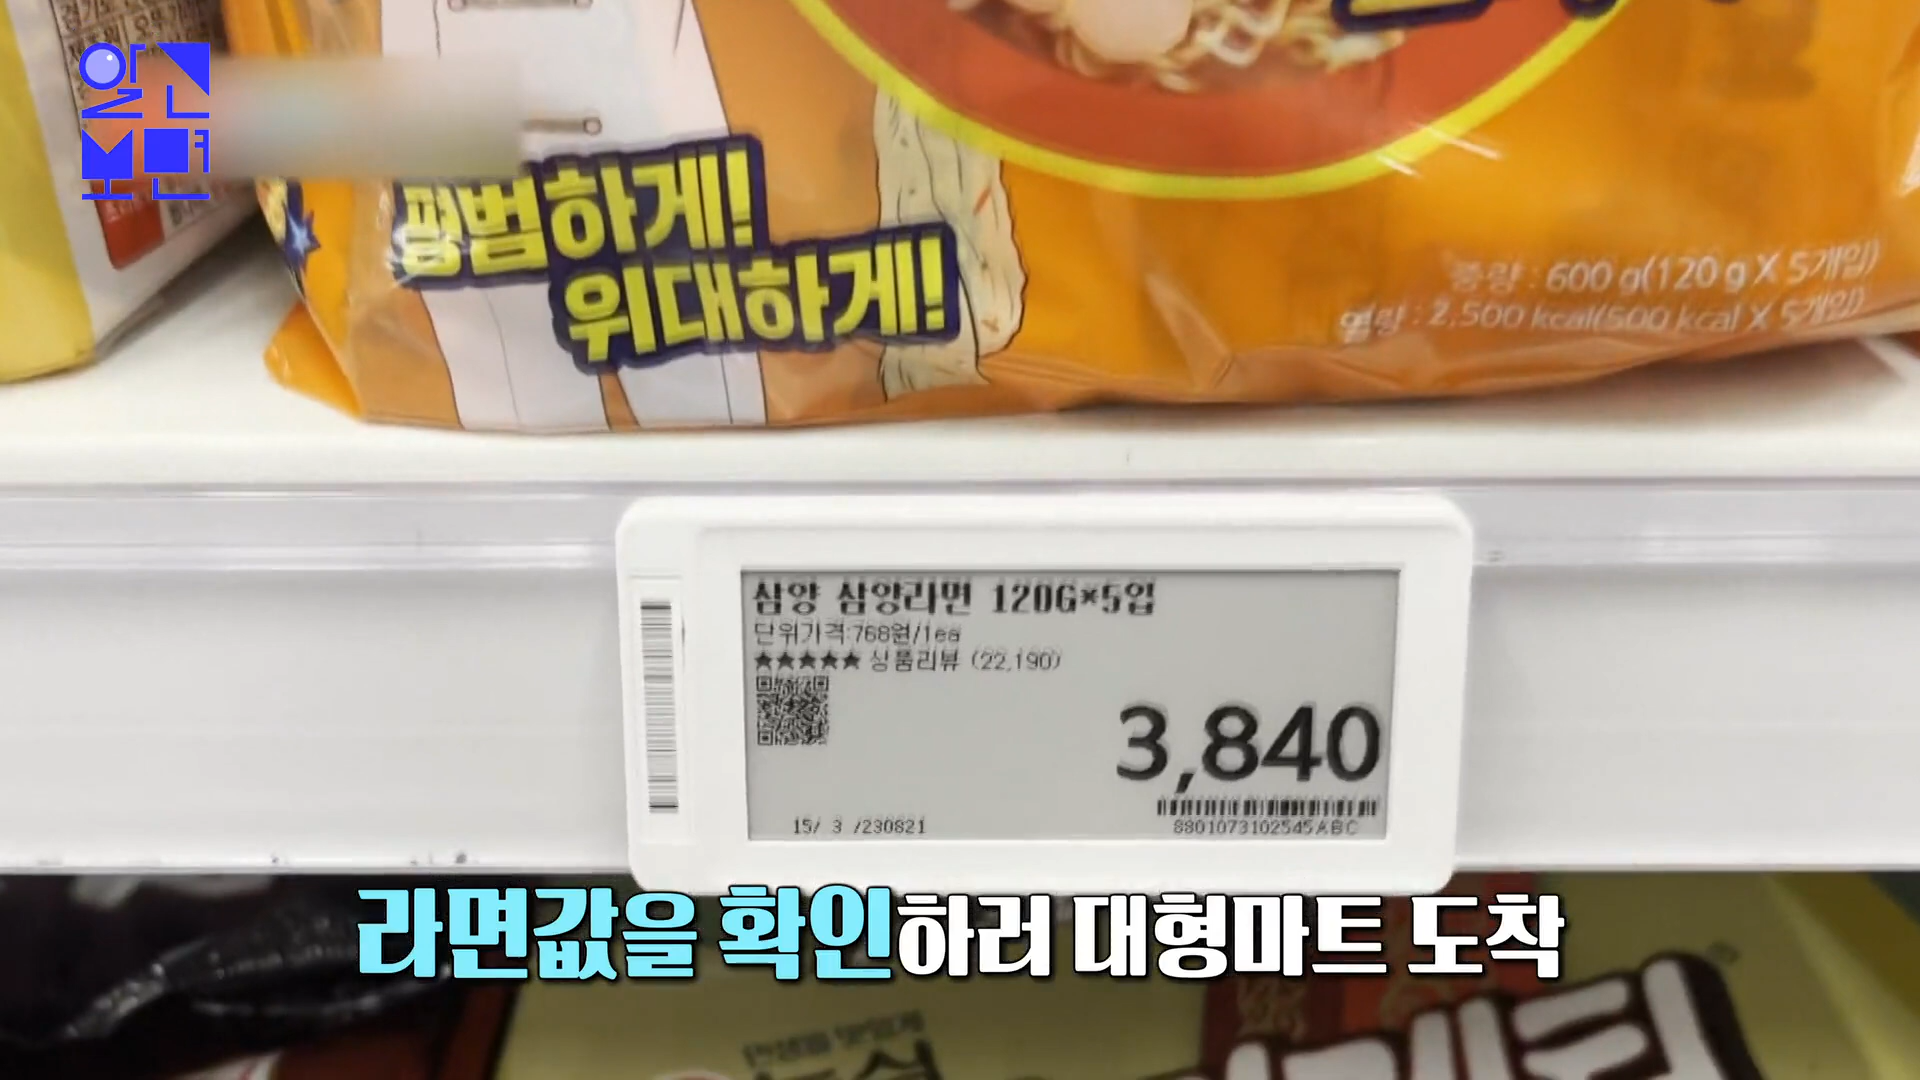 알면
보면
평범하게!
위대하게!
중량 : 600 g(120 g X 5개입)
열량 : 2,500 kcal(500 kcal X 5개입)
삼양 삼양라면 120G*5입
단위가격:768원/1ea
★★★★★ 상품리뷰 (22,190)
3,840
15/ 3 /230821
8801073102545ABC
라면값을 확인하러 대형마트 도착